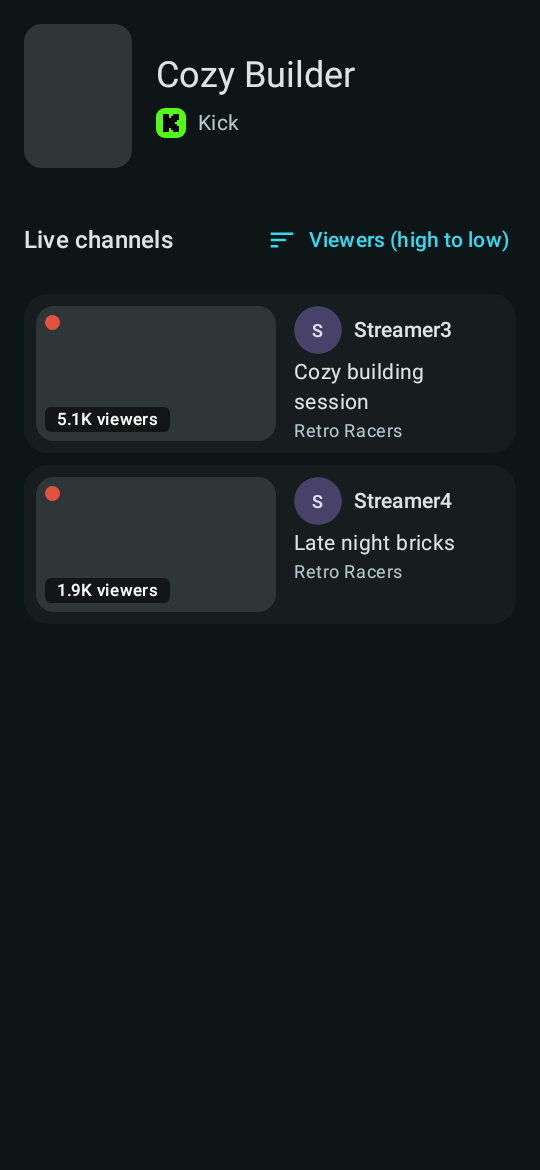 Cozy Builder
Kick
Live channels
Viewers (high to low)
S
Streamer3
Cozy building
session
Retro Racers
5.1K viewers
S
Streamer4
Late night bricks
Retro Racers
1.9K viewers